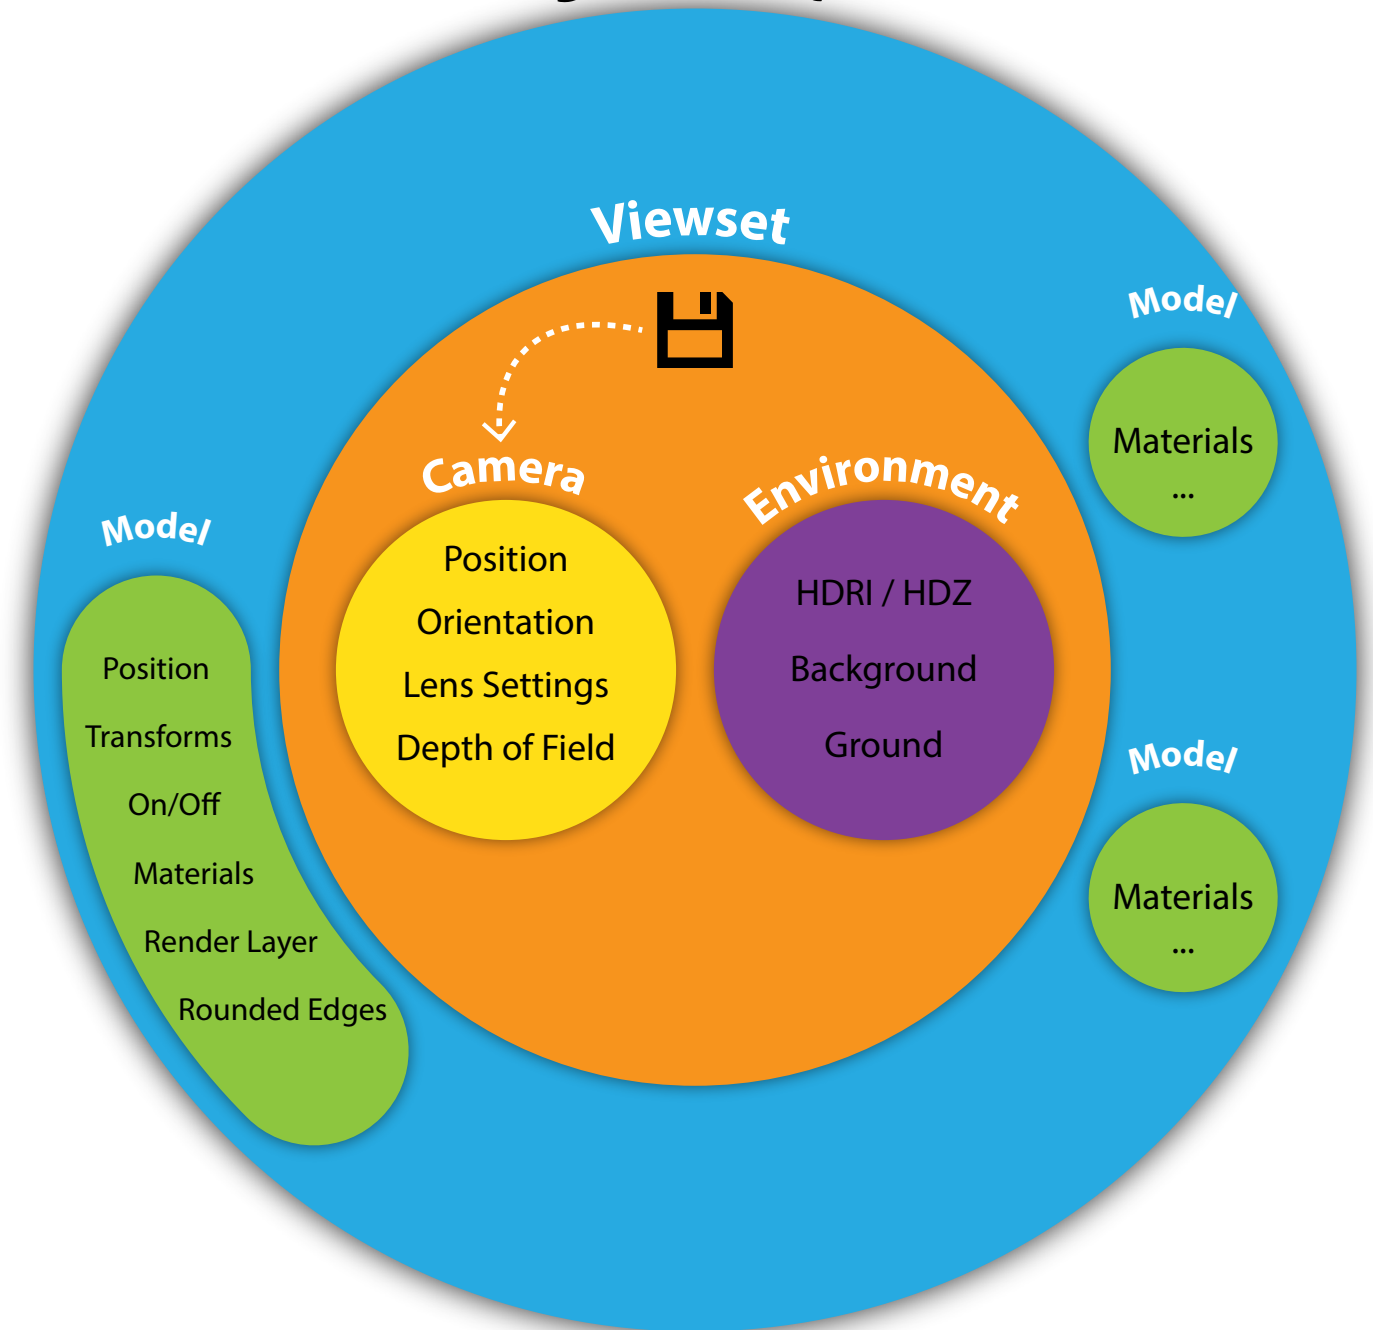 Viewset
Camera
Position
Orientation
Lens Settings
Depth of Field
Environment
HDRI / HDZ
Background
Ground
Model
Position
Transforms
On/Off
Materials
Render Layer
Rounded Edges
Model
Materials
...
Model
Materials
...